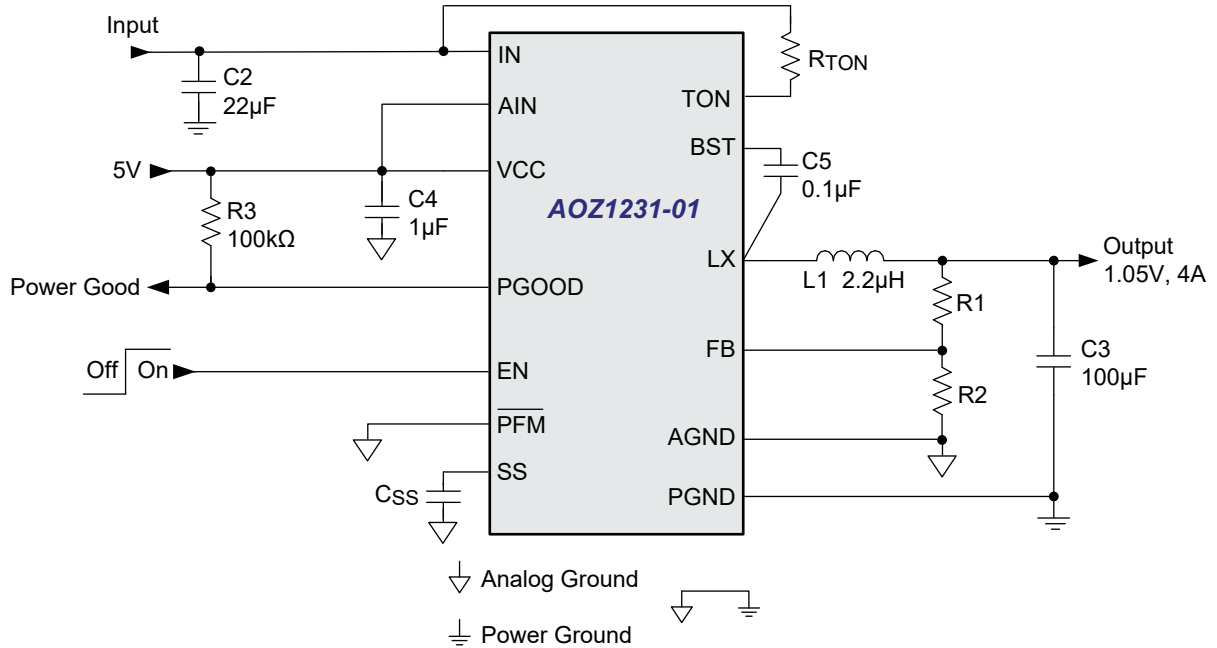 Input
C2
22µF
5V
R3
100kΩ
C4
1µF
Power Good
Off On
CSS
IN
AIN
VCC
PGOOD
EN
PFM
SS
AOZ1231-01
TON
BST
LX
FB
AGND
PGND
RTON
C5
0.1µF
L1 2.2µH
Output
1.05V, 4A
R1
R2
C3
100µF
Analog Ground
Power Ground